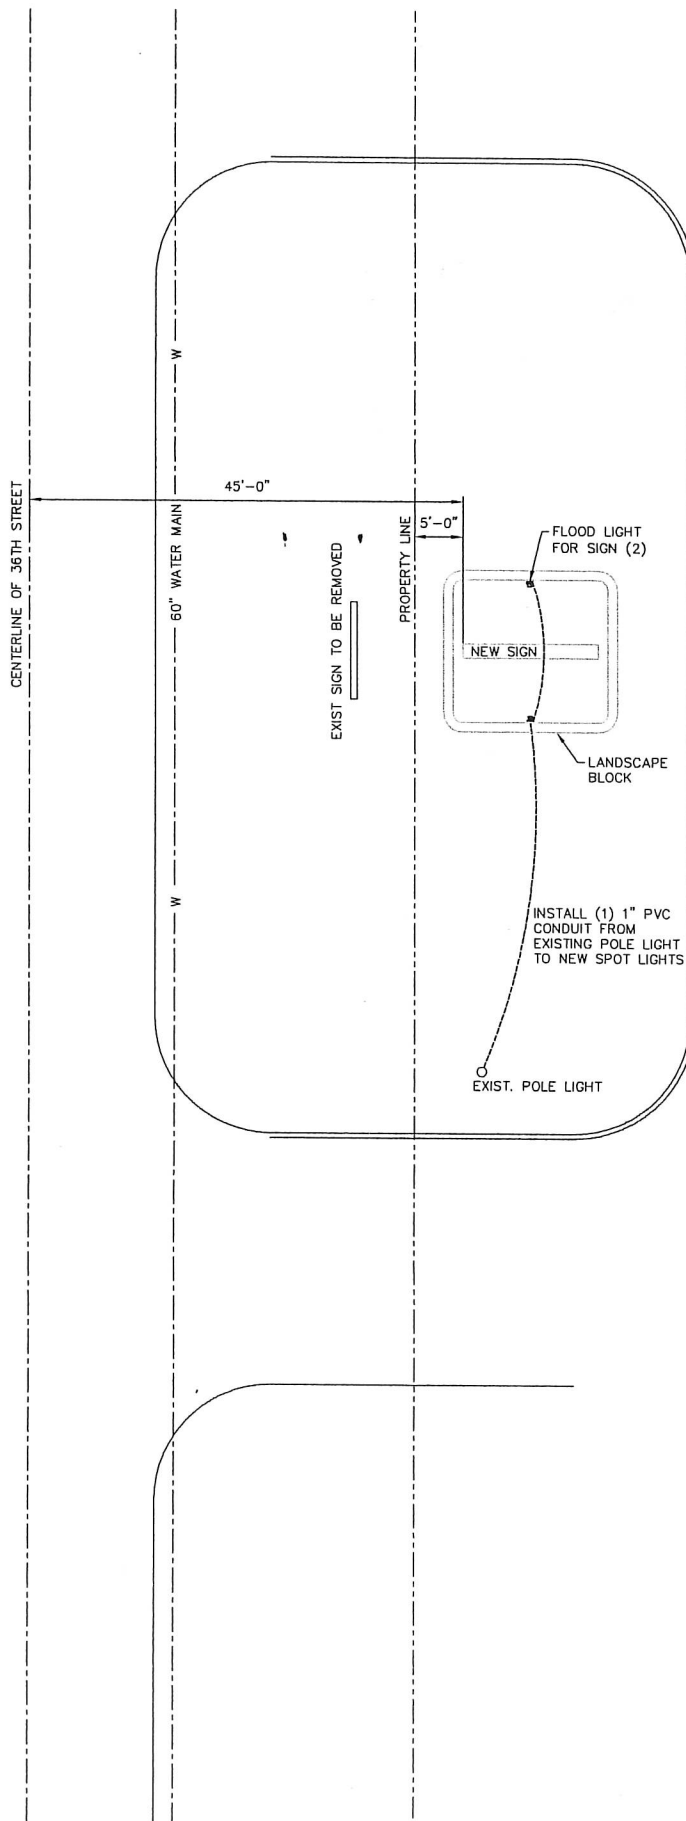 CENTERLINE OF 36TH STREET
W
60" WATER MAIN
W
45'-0"
EXIST SIGN TO BE REMOVED
PROPERTY LINE
5'-0"
FLOOD LIGHT
FOR SIGN (2)
NEW SIGN
LANDSCAPE
BLOCK
INSTALL (1) 1" PVC
CONDUIT FROM
EXISTING POLE LIGHT
TO NEW SPOT LIGHTS
EXIST. POLE LIGHT